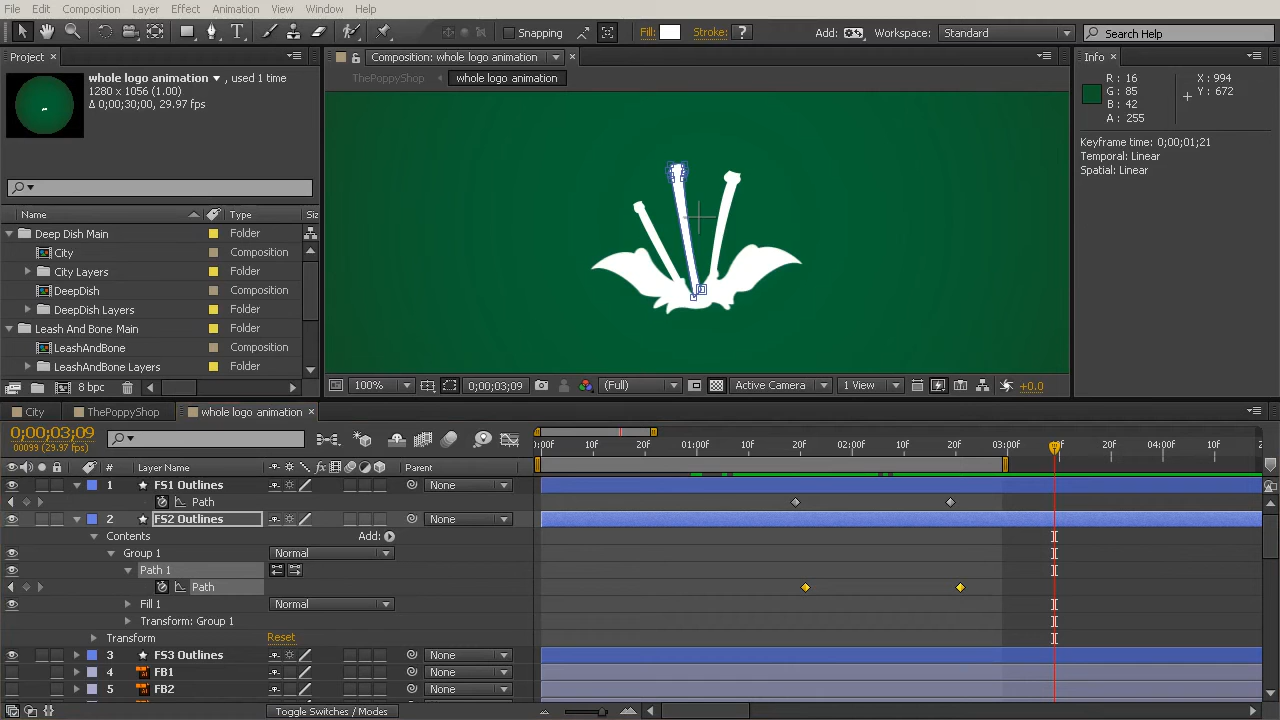 File Edit Composition Layer Effect Animation View Window Help
Snapping Fill: Stroke: ? Add: Workspace: Standard Search Help
Project × Composition: whole logo animation × Info ×
whole logo animation , used 1 time
1280 x 1056 (1.00)
Δ 0;00;30;00, 29.97 fps
ThePoppyShop whole logo animation
R : 16 X : 994
G : 85 Y : 672
B : 42
A : 255
Keyframe time: 0;00;01;21
Temporal: Linear
Spatial: Linear
Name Type Siz
Deep Dish Main Folder
City Composition
City Layers Folder
DeepDish Composition
DeepDish Layers Folder
Leash And Bone Main Folder
LeashAndBone Composition
LeashAndBone Layers Folder
8 bpc
100% 0;00;03;09 (Full) Active Camera 1 View +0.0
City ThePoppyShop whole logo animation ×
0;00;03;09
00099 (29.97 fps)
:00f 10f 20f 01:00f 10f 20f 02:00f 10f 20f 03:00f 20f 04:00f 10f
# Layer Name Parent
1 FS1 Outlines None
Path
2 FS2 Outlines None
Contents Add:
Group 1 Normal
Path 1
Path
Fill 1 Normal
Transform: Group 1
Transform Reset
3 FS3 Outlines None
4 FB1 None
5 FB2 None
Toggle Switches / Modes